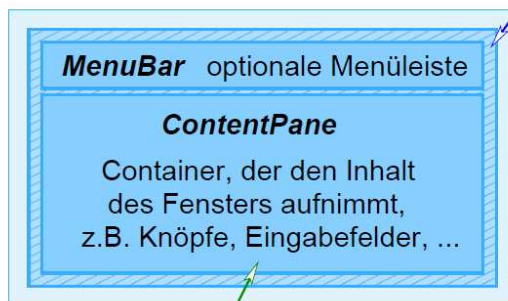 MenuBar optionale Menüleiste
ContentPane
Container, der den Inhalt
des Fensters aufnimmt,
z.B. Knöpfe, Eingabefelder, ...